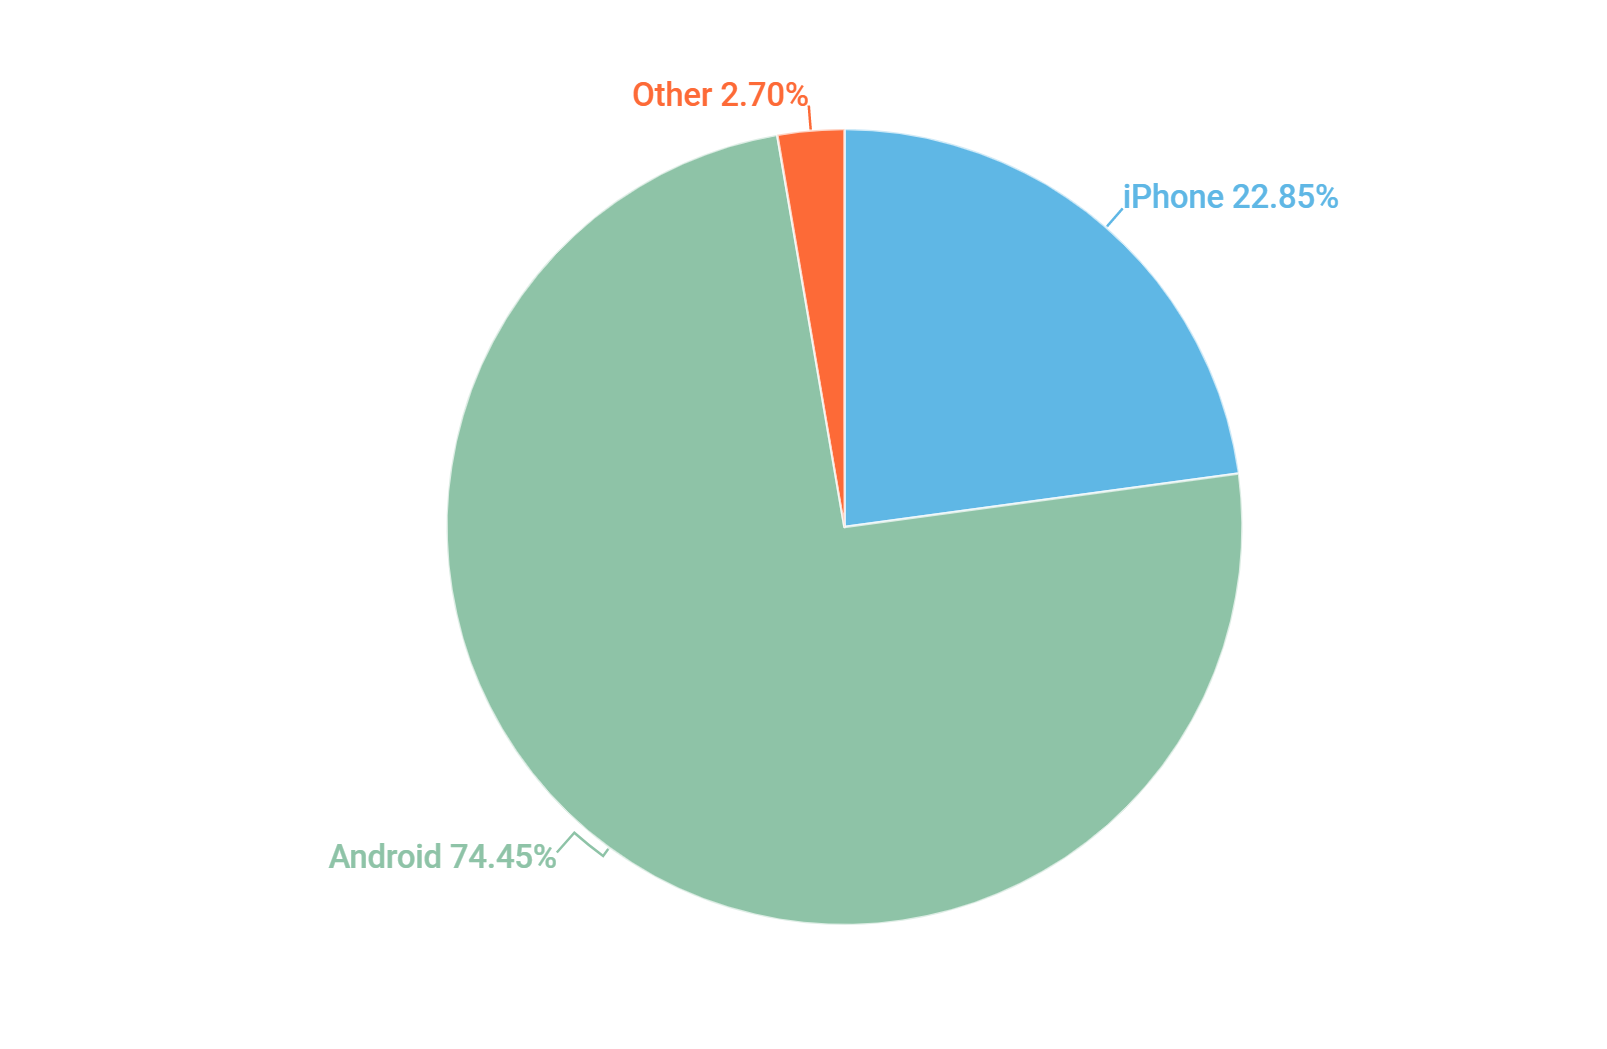 Other 2.70%
iPhone 22.85%
Android 74.45%